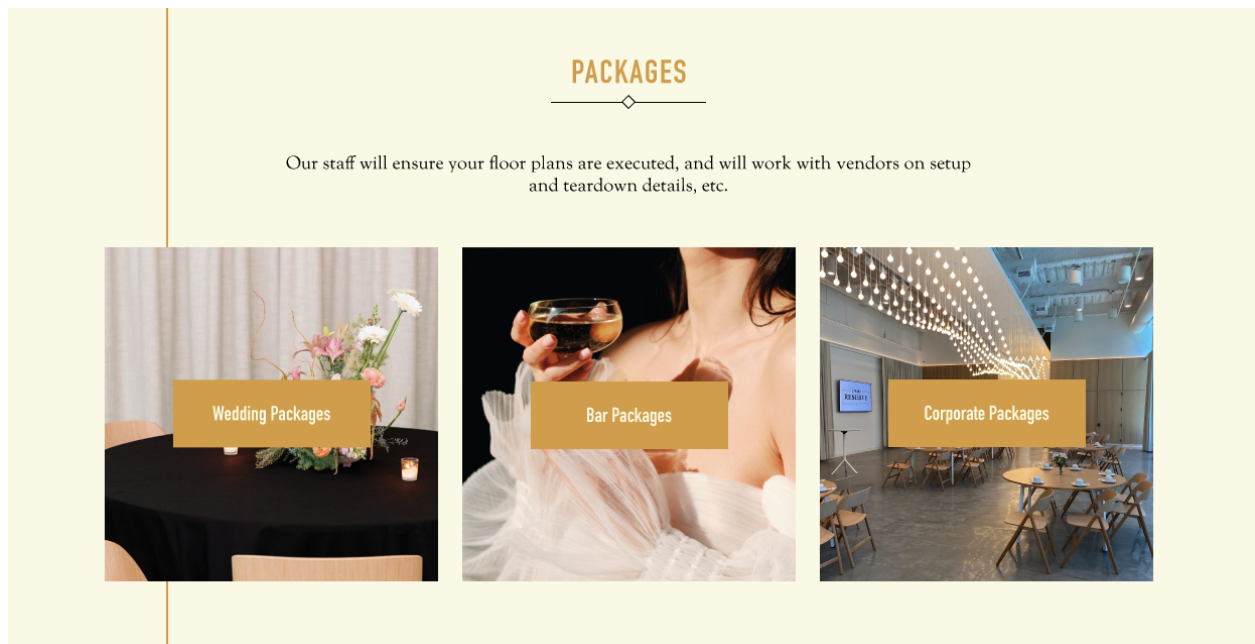 PACKAGES
Our staff will ensure your floor plans are executed, and will work with vendors on setup
and teardown details, etc.
Wedding Packages
Bar Packages
Corporate Packages
RESERVE